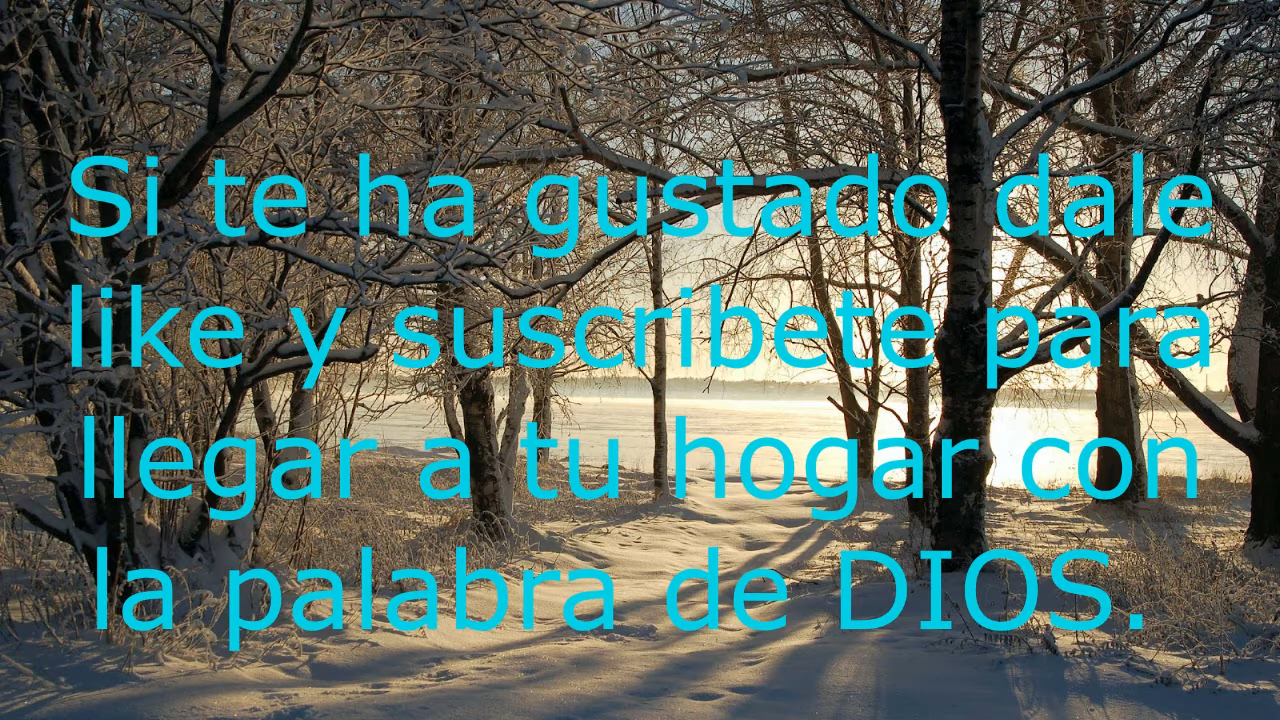 Si te ha gustado dale
like y suscribete para
llegar a tu hogar con
la palabra de DIOS.